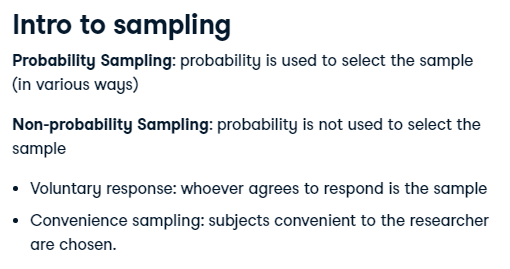 Intro to sampling
Probability Sampling: probability is used to select the sample
(in various ways)
Non-probability Sampling: probability is not used to select the
sample
• Voluntary response: whoever agrees to respond is the sample
• Convenience sampling: subjects convenient to the researcher
are chosen.